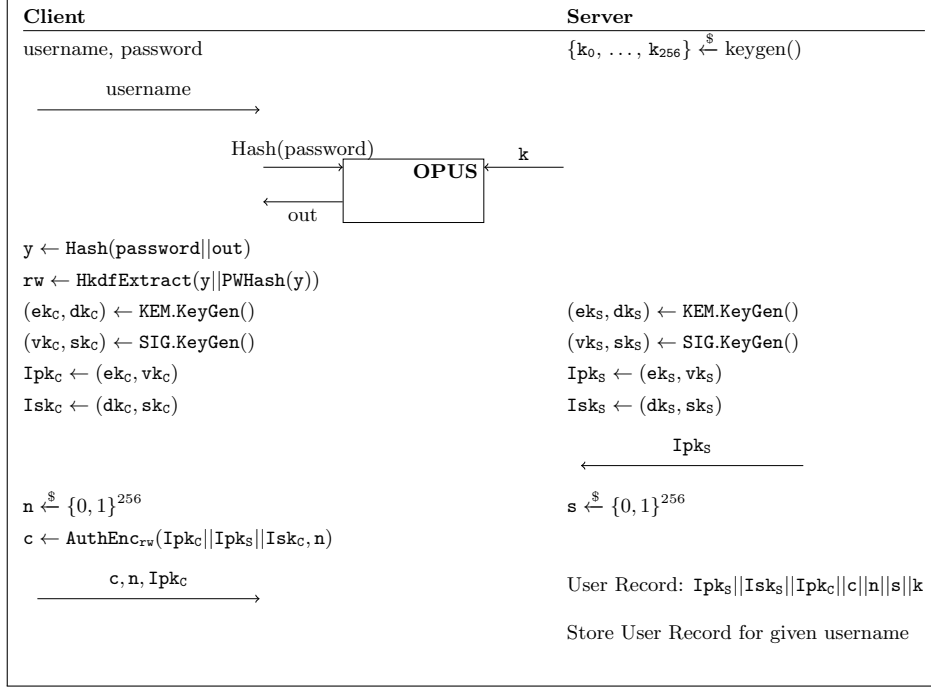 Client Server
username, password {k₀, …, k₂₅₆} ←$ keygen()
username
Hash(password) k
OPUS
out
y ← Hash(password||out)
rw ← HkdfExtract(y||PWHash(y))
(ek_C, dk_C) ← KEM.KeyGen() (ek_S, dk_S) ← KEM.KeyGen()
(vk_C, sk_C) ← SIG.KeyGen() (vk_S, sk_S) ← SIG.KeyGen()
Ipk_C ← (ek_C, vk_C) Ipk_S ← (ek_S, vk_S)
Isk_C ← (dk_C, sk_C) Isk_S ← (dk_S, sk_S)
Ipk_S
n ←$ {0, 1}²⁵⁶ s ←$ {0, 1}²⁵⁶
c ← AuthEnc_rw(Ipk_C||Ipk_S||Isk_C, n)
c, n, Ipk_C
User Record: Ipk_S||Isk_S||Ipk_C||c||n||s||k
Store User Record for given username